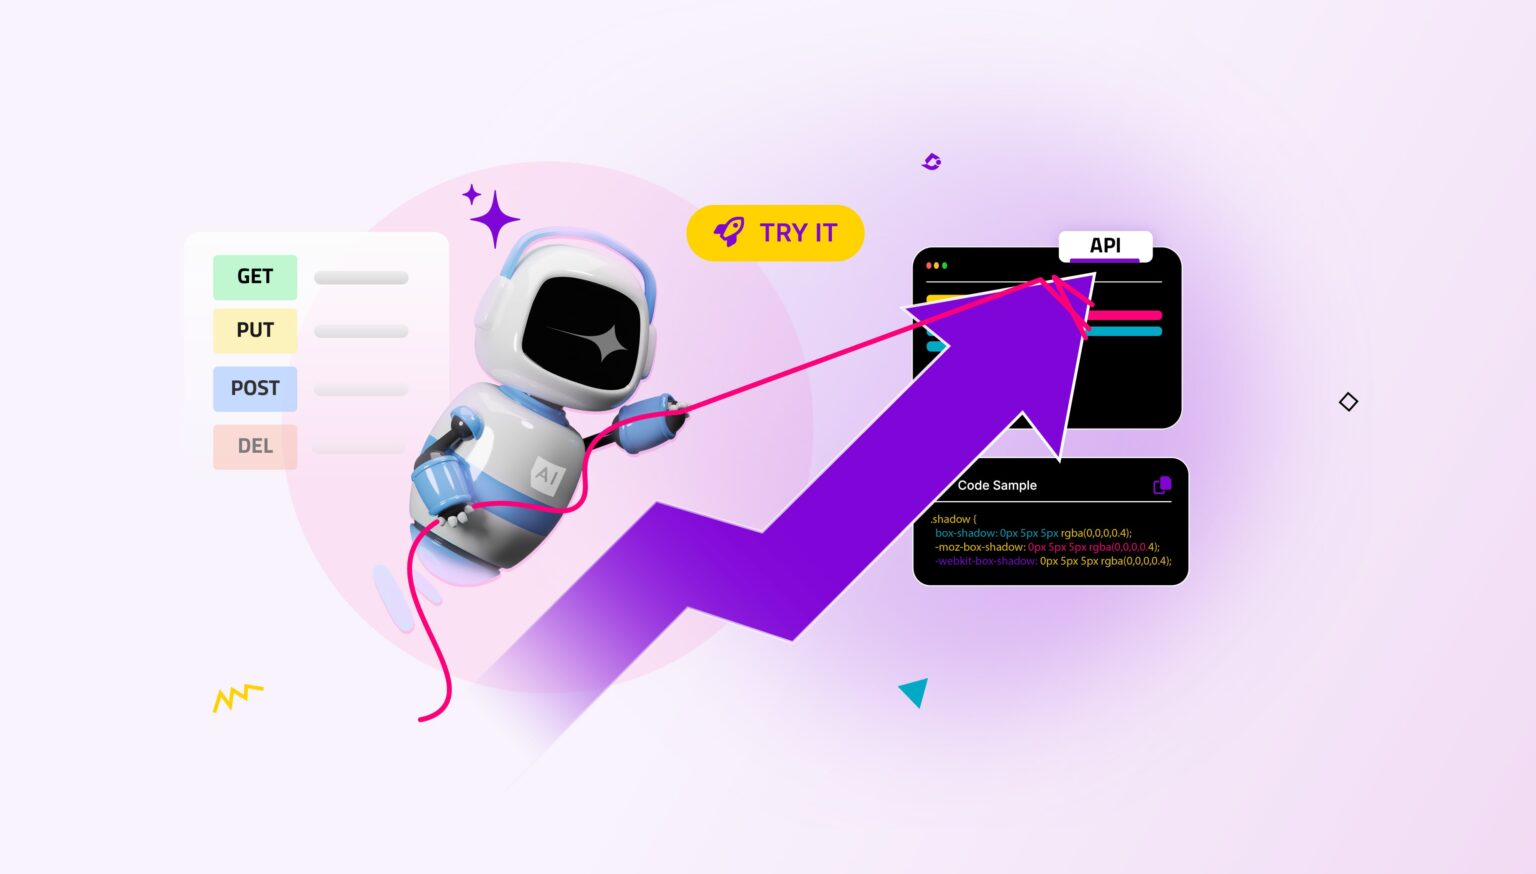 GET
PUT
POST
DEL
AI
TRY IT
API
Code Sample
.shadow {
box-shadow: 0px 5px 5px rgba(0,0,0,0.4);
-moz-box-shadow: 0px 5px 5px rgba(0,0,0,0.4);
-webkit-box-shadow: 0px 5px 5px rgba(0,0,0,0.4);